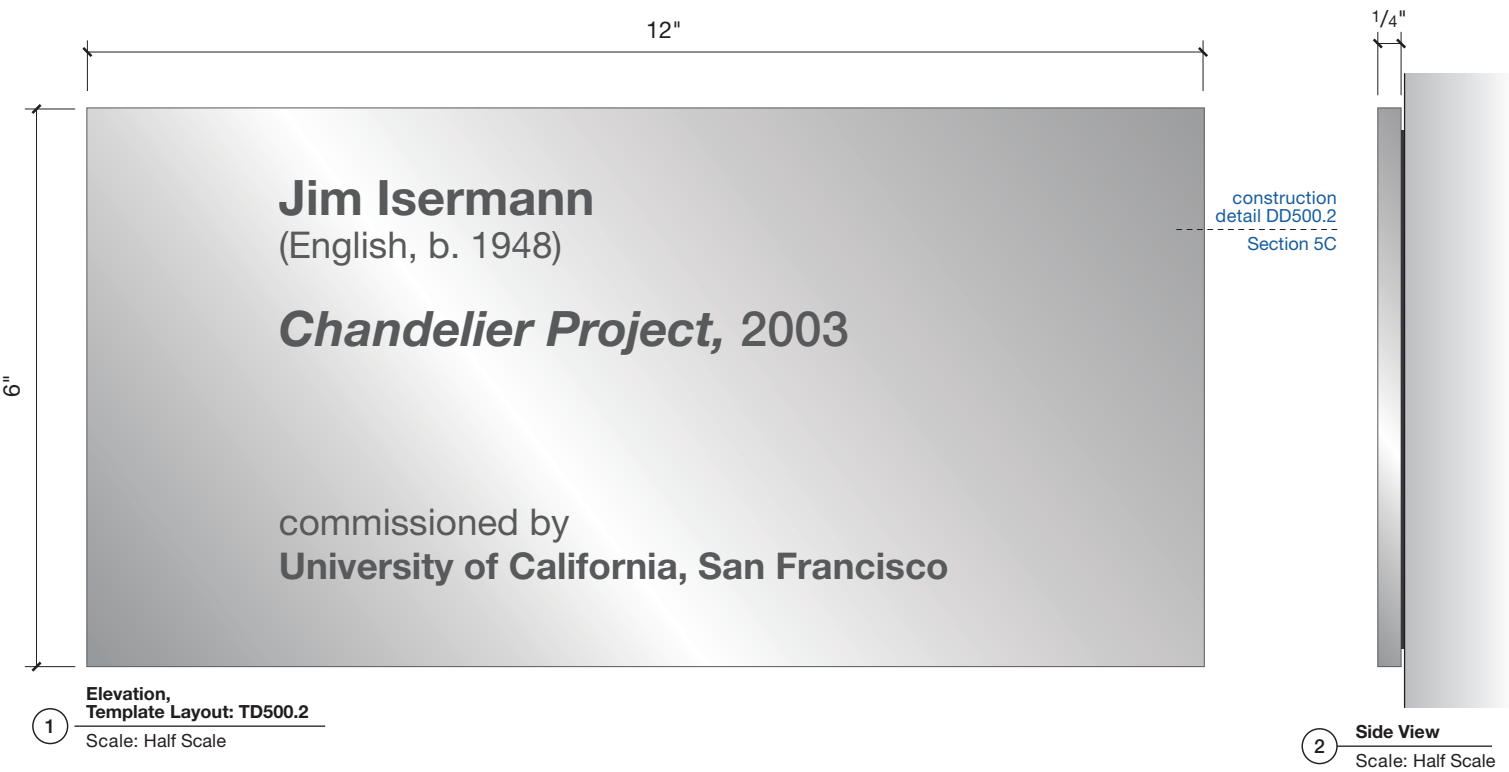 12"
1/4"
6"
Jim Isermann
(English, b. 1948)
Chandelier Project, 2003
commissioned by
University of California, San Francisco
construction
detail DD500.2
Section 5C
1
Elevation,
Template Layout: TD500.2
Scale: Half Scale
2
Side View
Scale: Half Scale